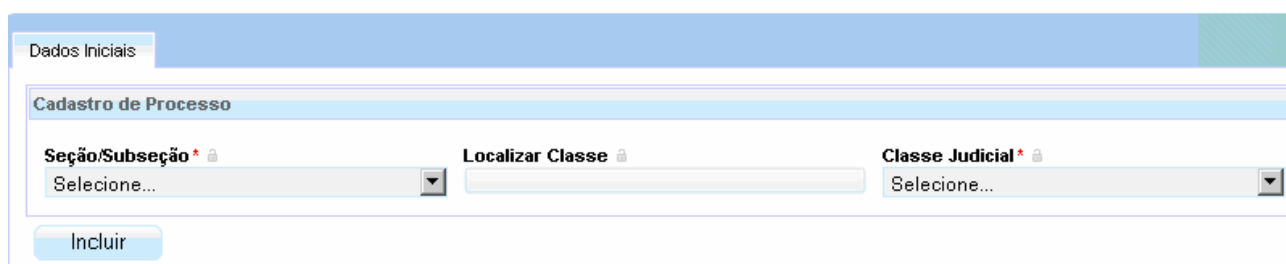 Dados Iniciais
Cadastro de Processo
Seção/Subseção * Localizar Classe Classe Judicial *
Selecione... Selecione...
Incluir